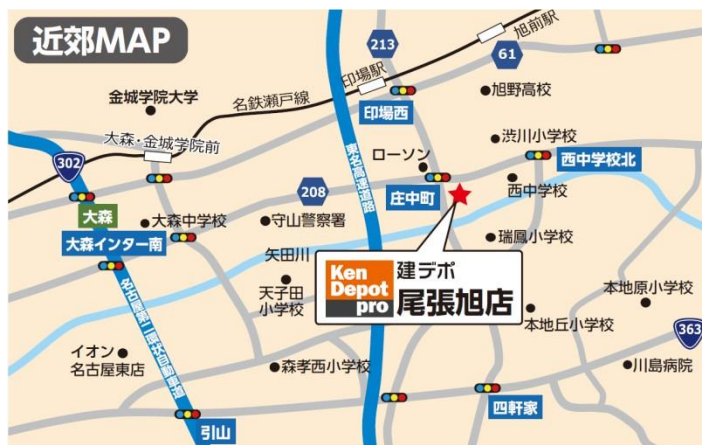 近郊MAP
213
61
旭前駅
印場駅
金城学院大学
名鉄瀬戸線
印場西
旭野高校
大森・金城学院前
渋川小学校
302
ローソン
西中学校北
208
東名高速道路
庄中町
西中学校
大森
大森中学校
守山警察署
大森インター南
矢田川
瑞鳳小学校
Ken
Depot
pro
建デポ
尾張旭店
天子田
小学校
本地原小学校
名古屋第二環状自動車道
本地丘小学校
363
イオン
名古屋東店
森孝西小学校
川島病院
引山
四軒家